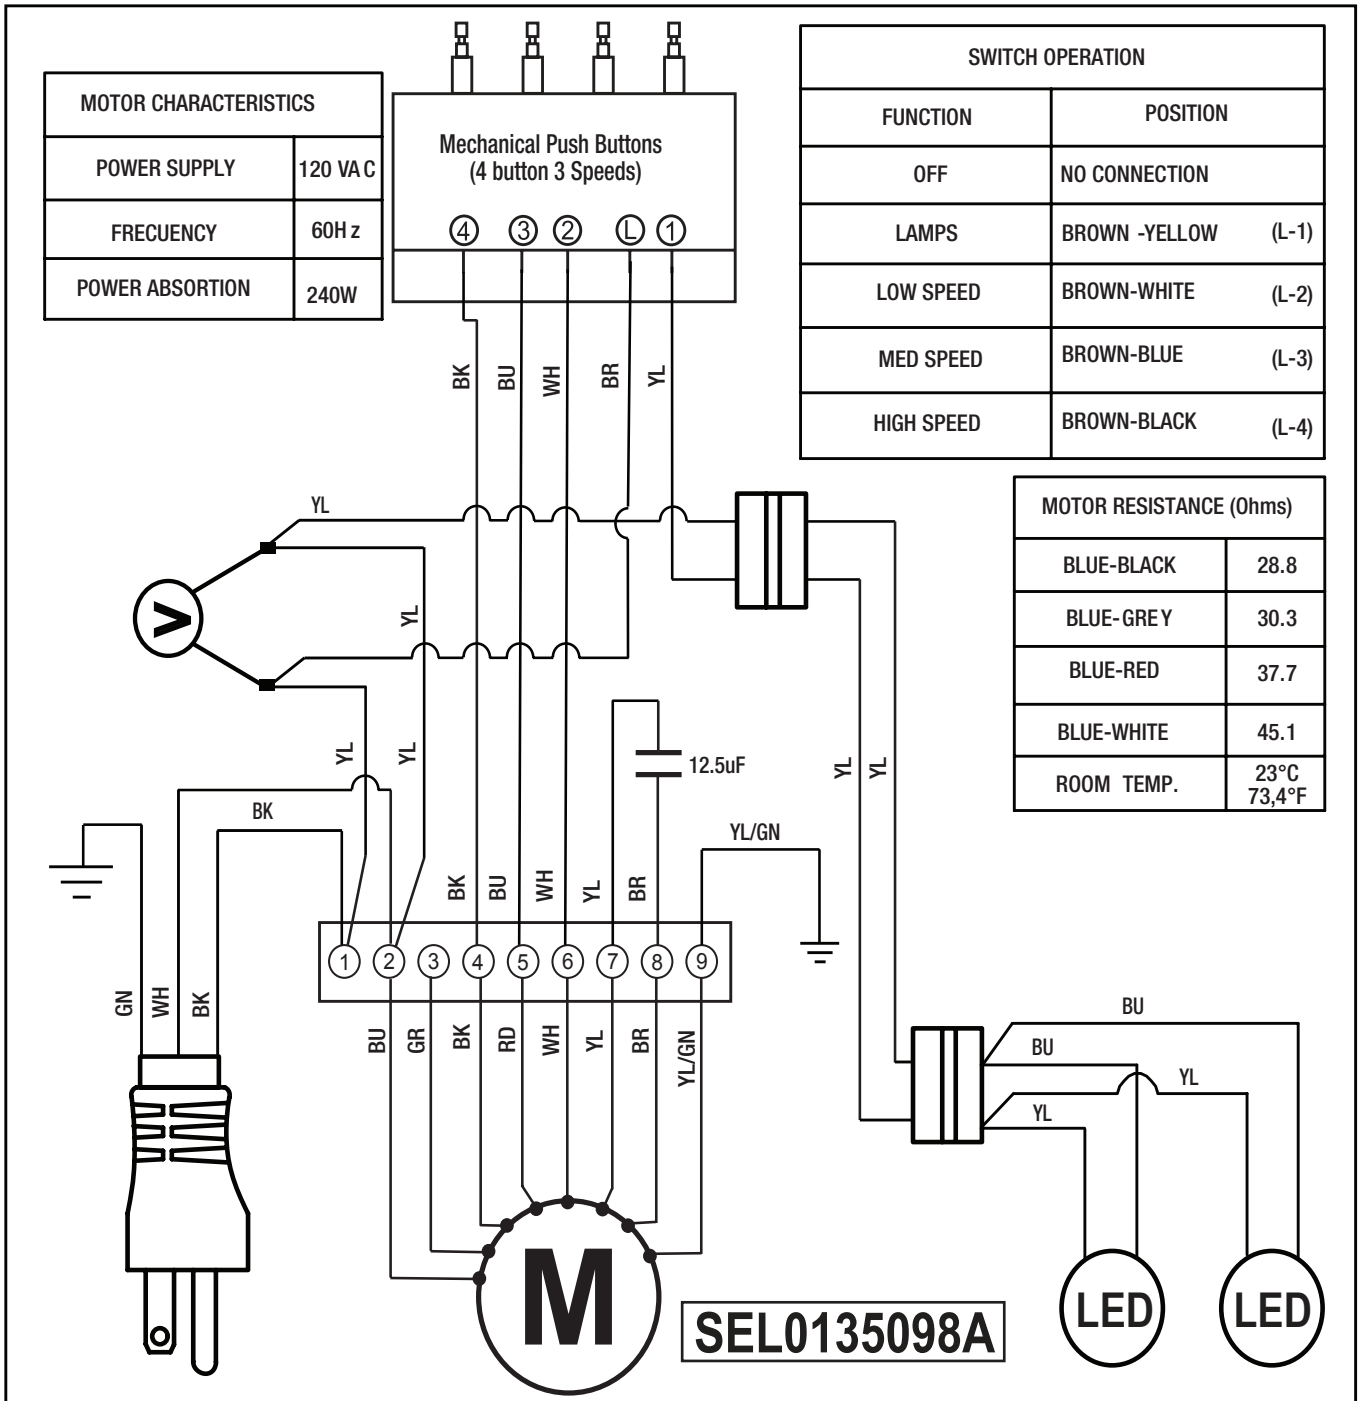 MOTOR CHARACTERISTICS
POWER SUPPLY 120 VAC
FRECUENCY 60Hz
POWER ABSORTION 240W
Mechanical Push Buttons
(4 button 3 Speeds)
4 3 2 L 1
SWITCH OPERATION
FUNCTION POSITION
OFF NO CONNECTION
LAMPS BROWN -YELLOW (L-1)
LOW SPEED BROWN-WHITE (L-2)
MED SPEED BROWN-BLUE (L-3)
HIGH SPEED BROWN-BLACK (L-4)
BK BU WH BR YL
MOTOR RESISTANCE (Ohms)
BLUE-BLACK 28.8
BLUE-GREY 30.3
BLUE-RED 37.7
BLUE-WHITE 45.1
ROOM TEMP. 23°C
73,4°F
YL
V
YL
YL YL
12.5uF
YL YL
BK
YL/GN
BK BU WH YL BR
1 2 3 4 5 6 7 8 9
GN WH BK
BU GR BK RD WH YL BR YL/GN
BU
BU
YL
YL
M
SEL0135098A
LED LED